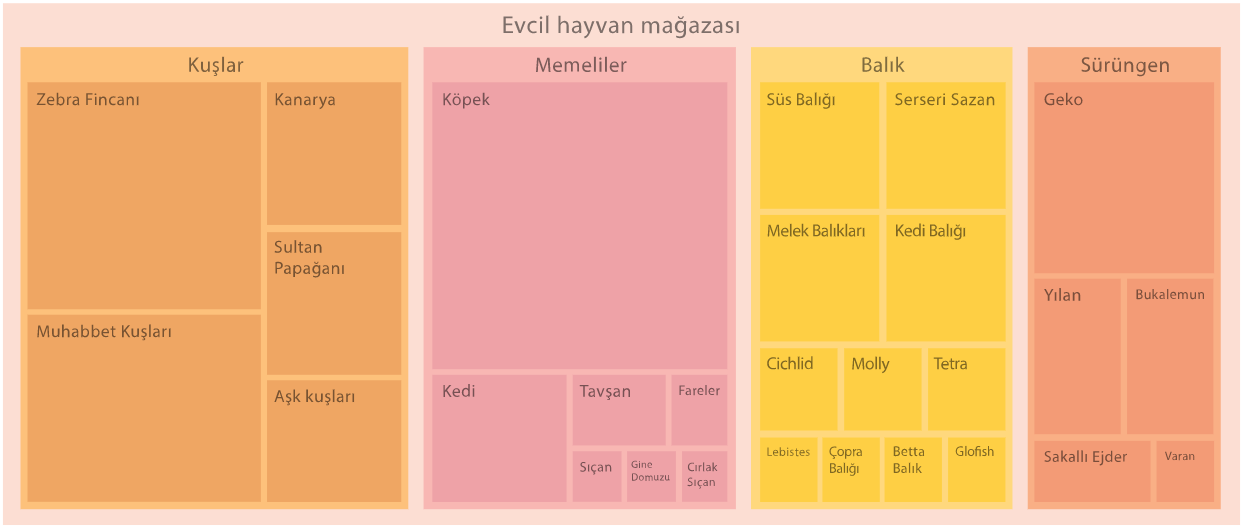 Evcil hayvan mağazası
Kuşlar
Zebra Fincanı
Kanarya
Sultan
Papağanı
Muhabbet Kuşları
Aşk kuşları
Memeliler
Köpek
Kedi
Tavşan
Fareler
Sıçan
Gine
Domuzu
Cırlak
Sıçan
Balık
Süs Balığı
Serseri Sazan
Melek Balıkları
Kedi Balığı
Cichlid
Molly
Tetra
Lebistes
Çopra
Balığı
Betta
Balık
Glofish
Sürüngen
Geko
Yılan
Bukalemun
Sakallı Ejder
Varan